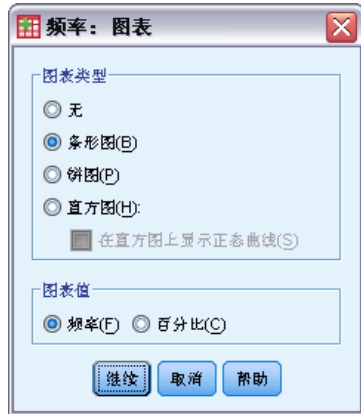 频率：图表
图表类型
无
条形图(B)
饼图(P)
直方图(H):
在直方图上显示正态曲线(S)
图表值
频率(F) 百分比(C)
继续 取消 帮助